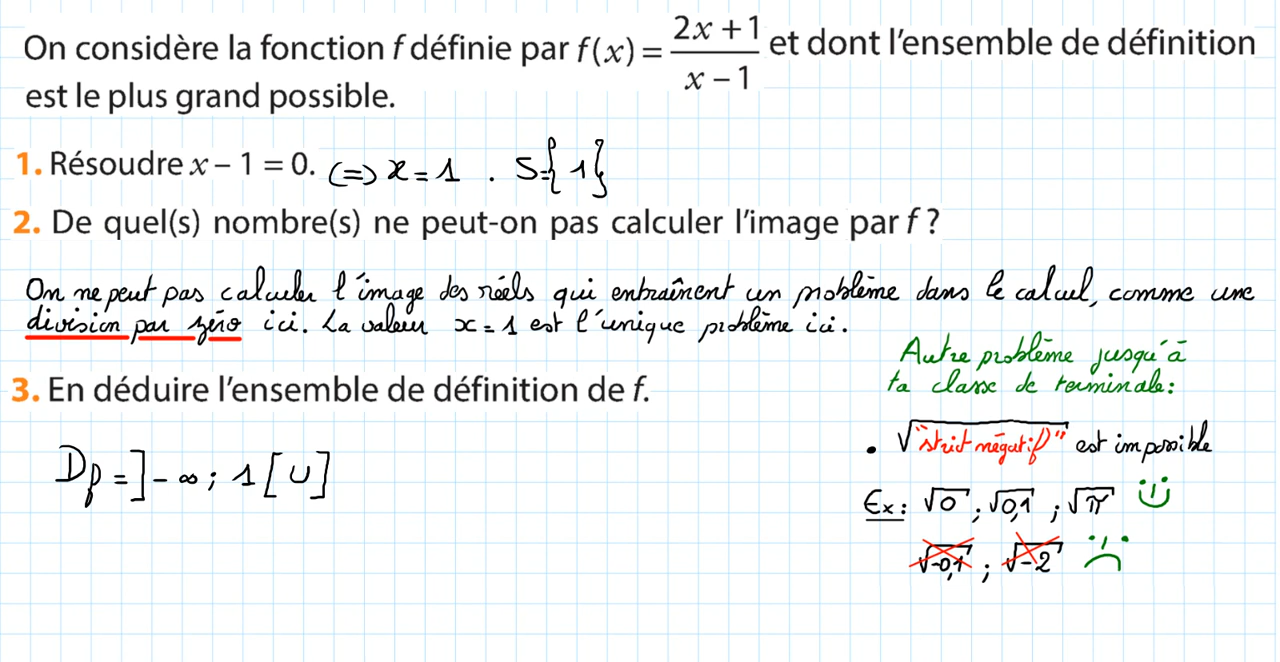 On considère la fonction f définie par f(x) = (2x + 1)/(x − 1) et dont l'ensemble de définition
est le plus grand possible.
1. Résoudre x − 1 = 0. (=) x = 1 . S={1}
2. De quel(s) nombre(s) ne peut-on pas calculer l'image par f ?
On ne peut pas calculer l'image des réels qui entraînent un problème dans le calcul, comme une
division par zéro ici. La valeur x = 1 est l'unique problème ici.
Autre problème jusqu'à
ta classe de terminale :
3. En déduire l'ensemble de définition de f.
• √"strict négatif" est impossible
Df = ]-∞ ; 1 [ U ]
Ex : √0 ; √0,1 ; √π
√-0,1 ; √-2